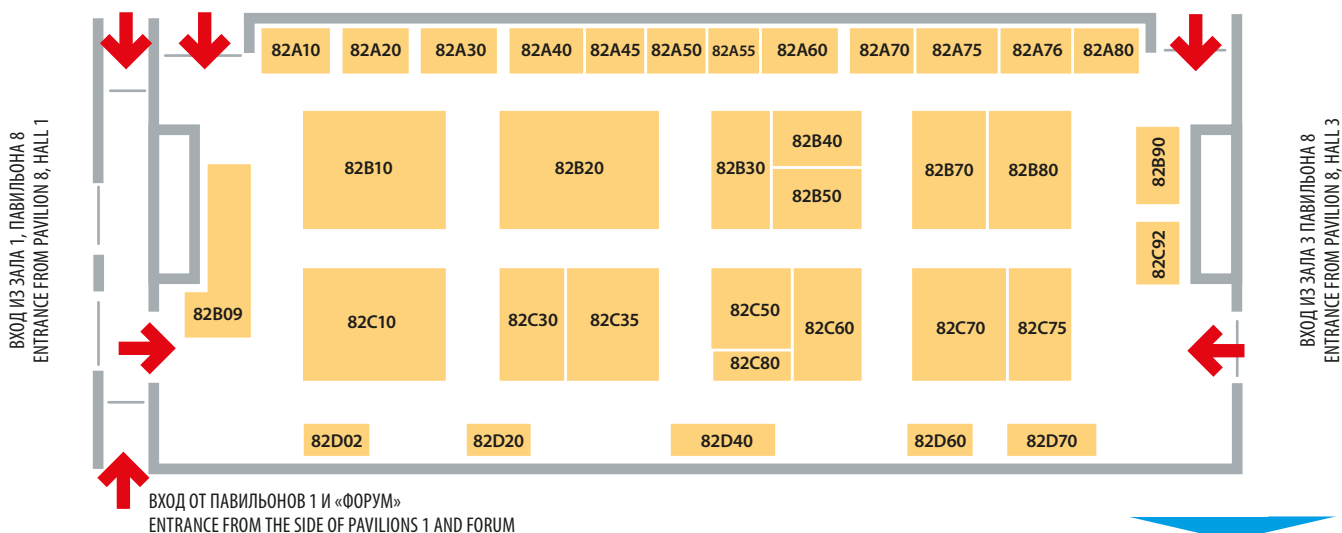 82A10
82A20
82A30
82A40
82A45
82A50
82A55
82A60
82A70
82A75
82A76
82A80
ВХОД ИЗ ЗАЛА 1, ПАВИЛЬОНА 8
ENTRANCE FROM PAVILION 8, HALL 1
82B10
82B20
82B30
82B40
82B50
82B70
82B80
82B90
82C92
ВХОД ИЗ ЗАЛА 3 ПАВИЛЬОНА 8
ENTRANCE FROM PAVILION 8, HALL 3
82B09
82C10
82C30
82C35
82C50
82C80
82C60
82C70
82C75
82D02
82D20
82D40
82D60
82D70
ВХОД ОТ ПАВИЛЬОНОВ 1 И «ФОРУМ»
ENTRANCE FROM THE SIDE OF PAVILIONS 1 AND FORUM